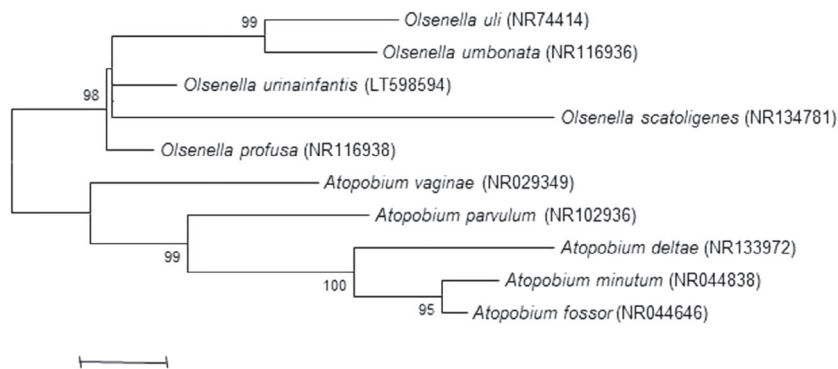 99
Olsenella uli (NR74414)
Olsenella umbonata (NR116936)
98
Olsenella urinainfantis (LT598594)
Olsenella scatoligenes (NR134781)
Olsenella profusa (NR116938)
Atopobium vaginae (NR029349)
Atopobium parvulum (NR102936)
99
Atopobium deltae (NR133972)
100
Atopobium minutum (NR044838)
95
Atopobium fossor (NR044646)